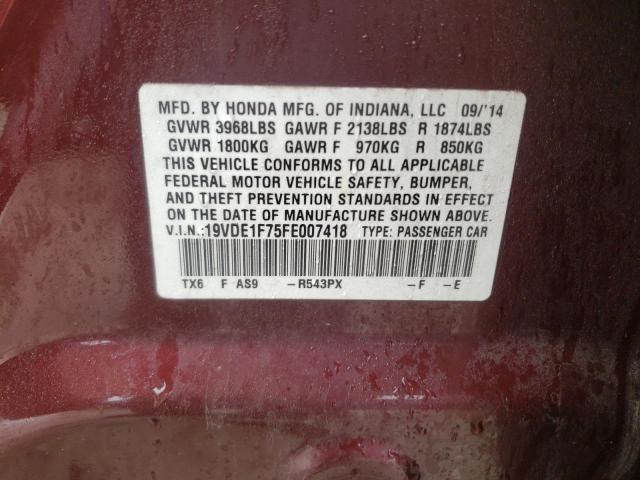 MFD. BY HONDA MFG. OF INDIANA, LLC 09/'14
GVWR 3968LBS GAWR F 2138LBS R 1874LBS
GVWR 1800KG GAWR F 970KG R 850KG
THIS VEHICLE CONFORMS TO ALL APPLICABLE
FEDERAL MOTOR VEHICLE SAFETY, BUMPER,
AND THEFT PREVENTION STANDARDS IN EFFECT
ON THE DATE OF MANUFACTURE SHOWN ABOVE.
V.I.N.:19VDE1F75FE007418 TYPE: PASSENGER CAR
TX6 F AS9 -R543PX -F -E